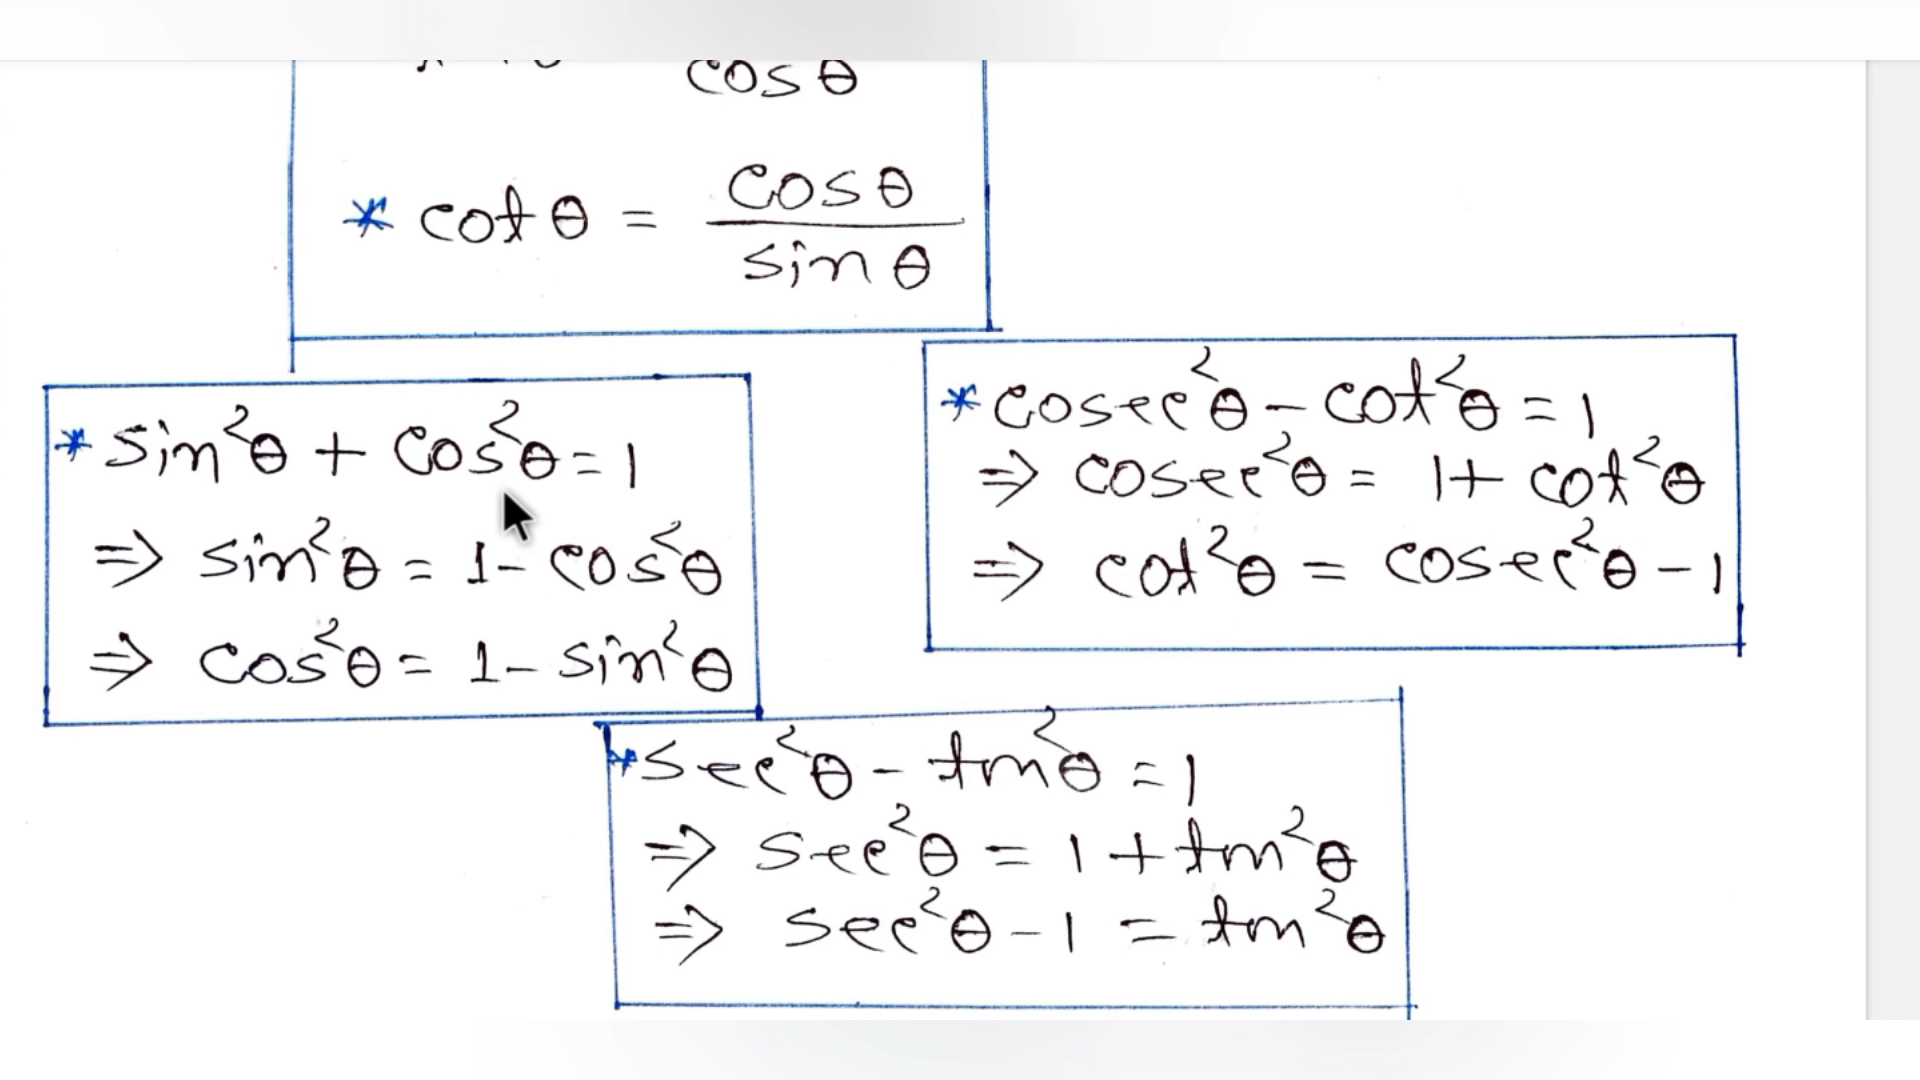 cos θ
* cot θ = cos θ / sin θ
* sin²θ + cos²θ = 1
⇒ sin²θ = 1 - cos²θ
⇒ cos²θ = 1 - sin²θ
* cosec²θ - cot²θ = 1
⇒ cosec²θ = 1 + cot²θ
⇒ cot²θ = cosec²θ - 1
* sec²θ - tan²θ = 1
⇒ sec²θ = 1 + tan²θ
⇒ sec²θ - 1 = tan²θ